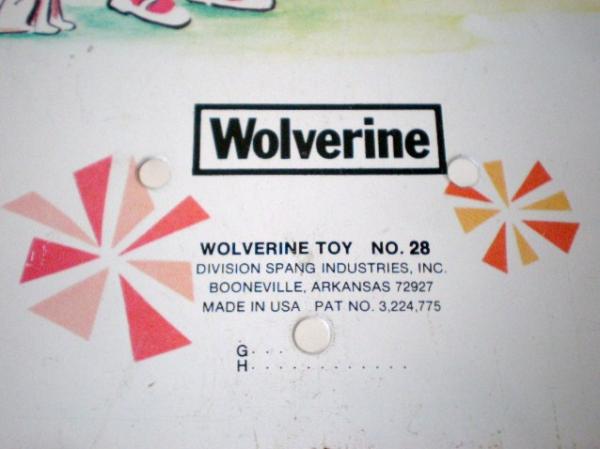 Wolverine
WOLVERINE TOY NO. 28
DIVISION SPANG INDUSTRIES, INC.
BOONEVILLE, ARKANSAS 72927
MADE IN USA PAT NO. 3,224,775
G. . . .
H. . . . . . . . . . . .